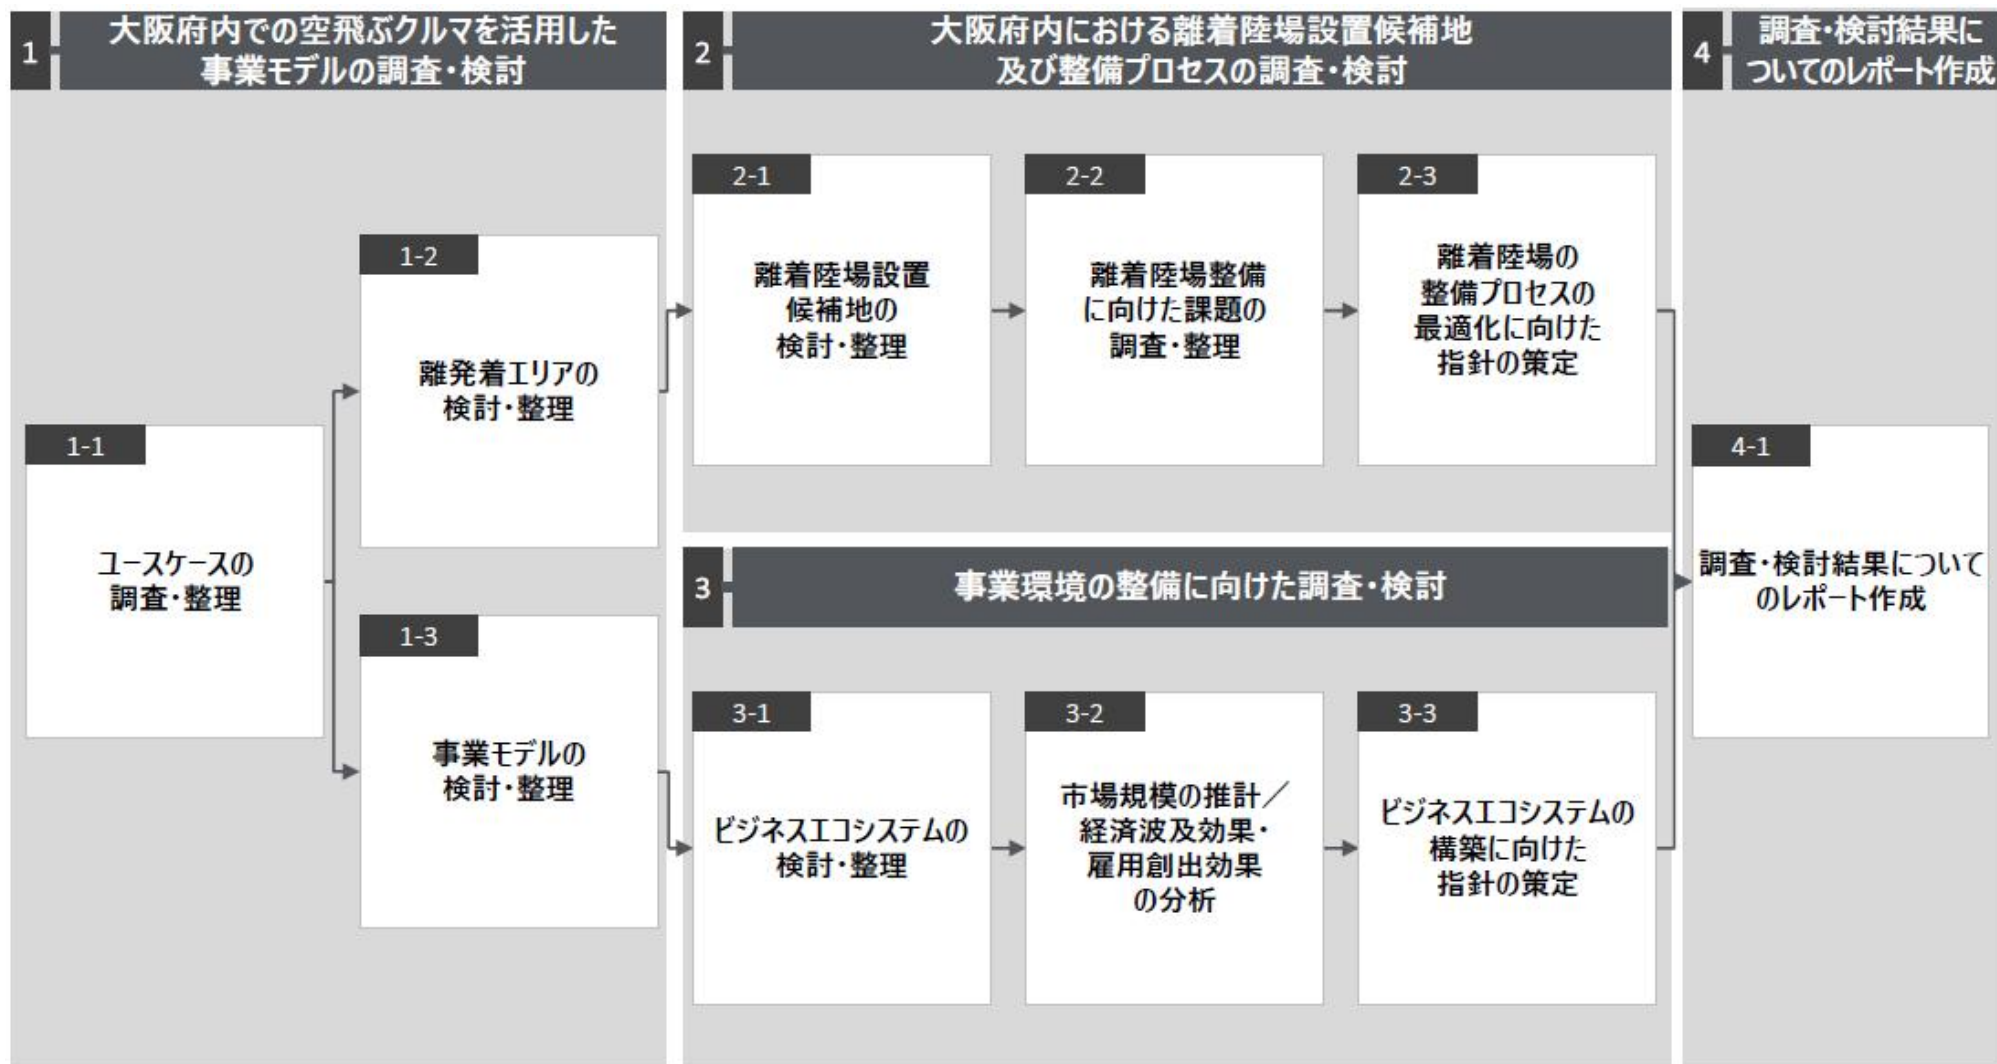 1
大阪府内での空飛ぶクルマを活用した
事業モデルの調査・検討
1-1
ユースケースの
調査・整理
1-2
離発着エリアの
検討・整理
1-3
事業モデルの
検討・整理
2
大阪府内における離着陸場設置候補地
及び整備プロセスの調査・検討
2-1
離着陸場設置
候補地の
検討・整理
2-2
離着陸場整備
に向けた課題の
調査・整理
2-3
離着陸場の
整備プロセスの
最適化に向けた
指針の策定
3
事業環境の整備に向けた調査・検討
3-1
ビジネスエコシステムの
検討・整理
3-2
市場規模の推計／
経済波及効果・
雇用創出効果
の分析
3-3
ビジネスエコシステムの
構築に向けた
指針の策定
4
調査・検討結果に
ついてのレポート作成
4-1
調査・検討結果について
のレポート作成